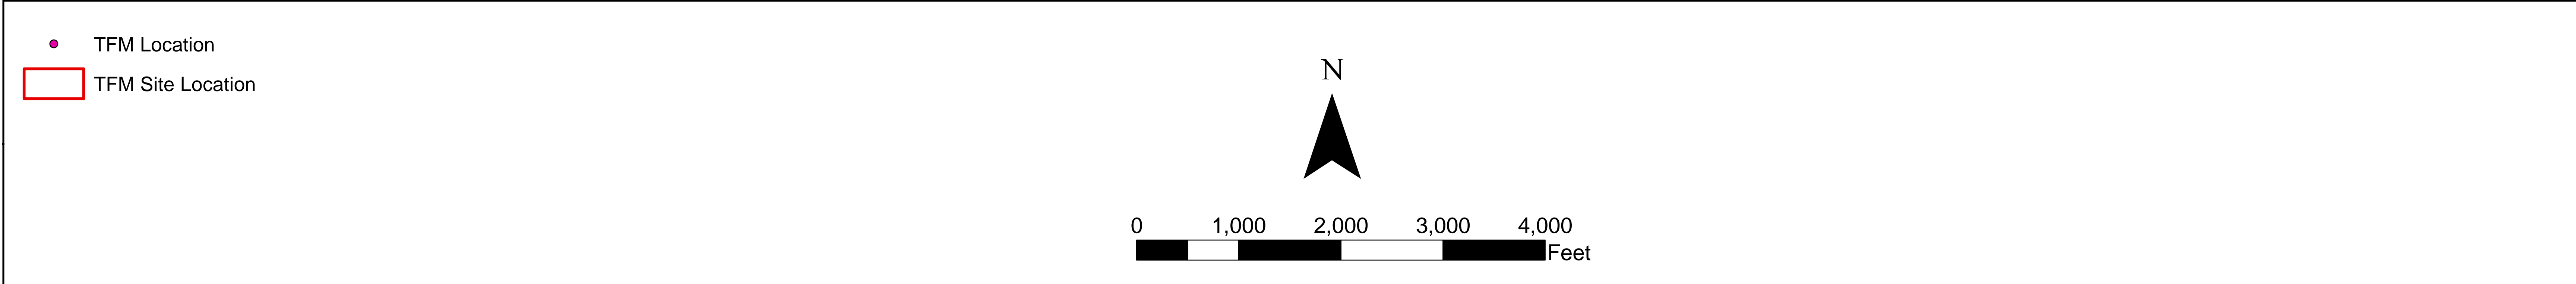 TFM Location
TFM Site Location
N
0 1,000 2,000 3,000 4,000
Feet